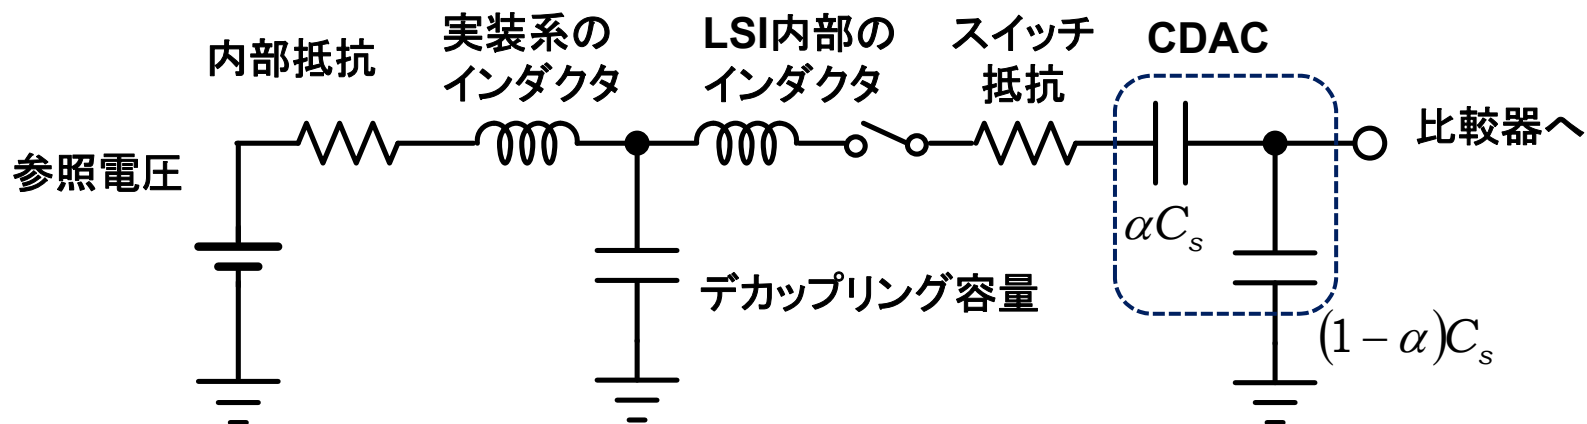 内部抵抗
実装系の
インダクタ
LSI内部の
インダクタ
スイッチ
抵抗
CDAC
比較器へ
参照電圧
αCs
デカップリング容量
(1 − α)Cs